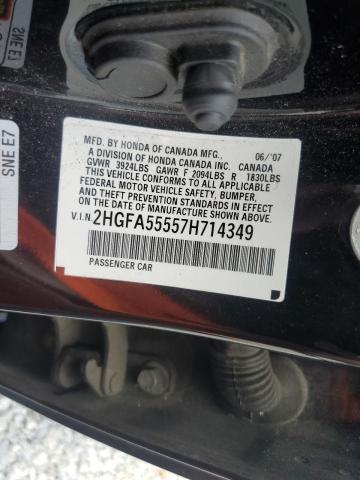 SNE E7
SNE E7
MFD. BY HONDA OF CANADA MFG., 06/'07
A DIVISION OF HONDA CANADA INC. CANADA
GVWR 3924LBS GAWR F 2094LBS R 1830LBS
THIS VEHICLE CONFORMS TO ALL APPLICABLE
FEDERAL MOTOR VEHICLE SAFETY, BUMPER,
AND THEFT PREVENTION STANDARDS IN EFFECT
ON THE DATE OF MANUFACTURE SHOWN ABOVE.
V.I.N 2HGFA55557H714349
PASSENGER CAR